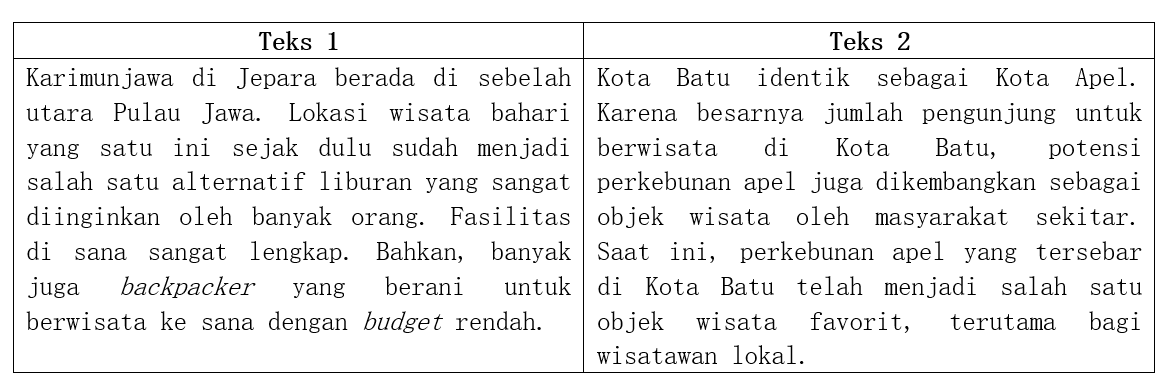 Teks 1
Karimunjawa di Jepara berada di sebelah
utara Pulau Jawa. Lokasi wisata bahari
yang satu ini sejak dulu sudah menjadi
salah satu alternatif liburan yang sangat
diinginkan oleh banyak orang. Fasilitas
di sana sangat lengkap. Bahkan, banyak
juga backpacker yang berani untuk
berwisata ke sana dengan budget rendah.
Teks 2
Kota Batu identik sebagai Kota Apel.
Karena besarnya jumlah pengunjung untuk
berwisata di Kota Batu, potensi
perkebunan apel juga dikembangkan sebagai
objek wisata oleh masyarakat sekitar.
Saat ini, perkebunan apel yang tersebar
di Kota Batu telah menjadi salah satu
objek wisata favorit, terutama bagi
wisatawan lokal.